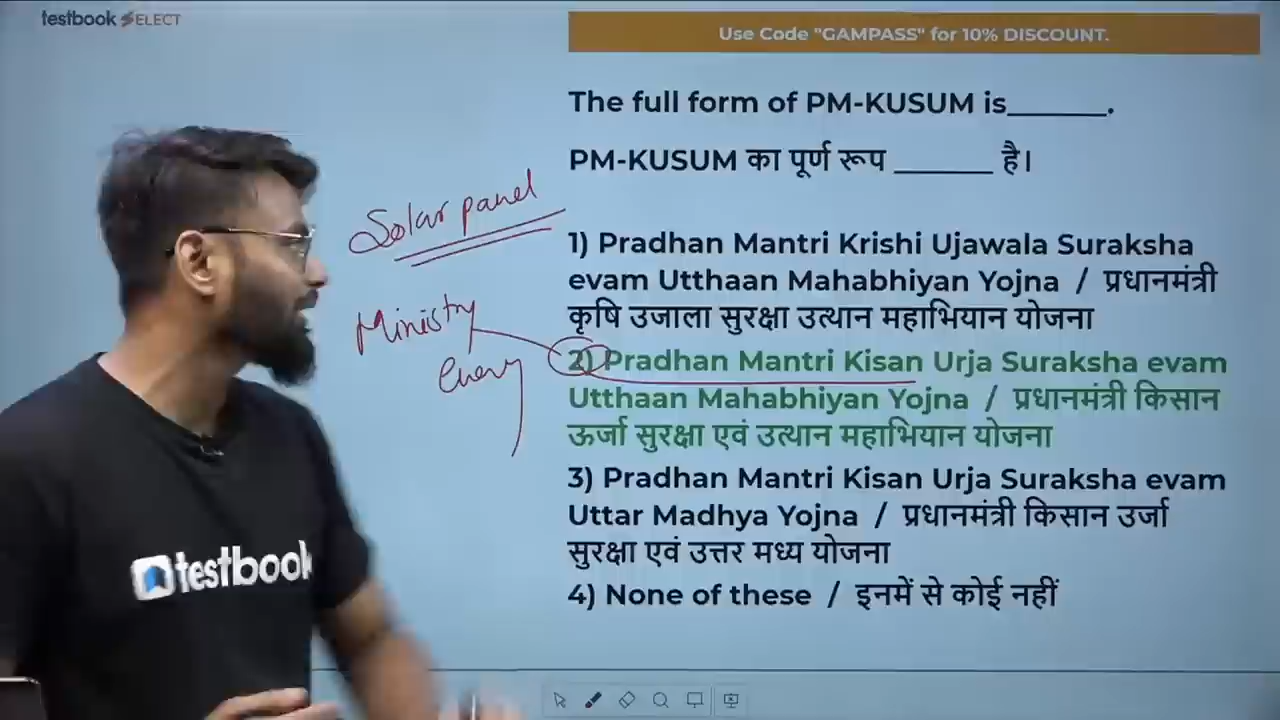 testbook SELECT
Use Code "GAMPASS" for 10% DISCOUNT.
The full form of PM-KUSUM is______.
PM-KUSUM का पूर्ण रूप ______ है।
Solar panel
1) Pradhan Mantri Krishi Ujawala Suraksha
evam Utthaan Mahabhiyan Yojna / प्रधानमंत्री
कृषि उजाला सुरक्षा उत्थान महाभियान योजना
Ministry
2) Pradhan Mantri Kisan Urja Suraksha evam
Utthaan Mahabhiyan Yojna / प्रधानमंत्री किसान
ऊर्जा सुरक्षा एवं उत्थान महाभियान योजना
3) Pradhan Mantri Kisan Urja Suraksha evam
Uttar Madhya Yojna / प्रधानमंत्री किसान उर्जा
सुरक्षा एवं उत्तर मध्य योजना
4) None of these / इनमें से कोई नहीं
testbook